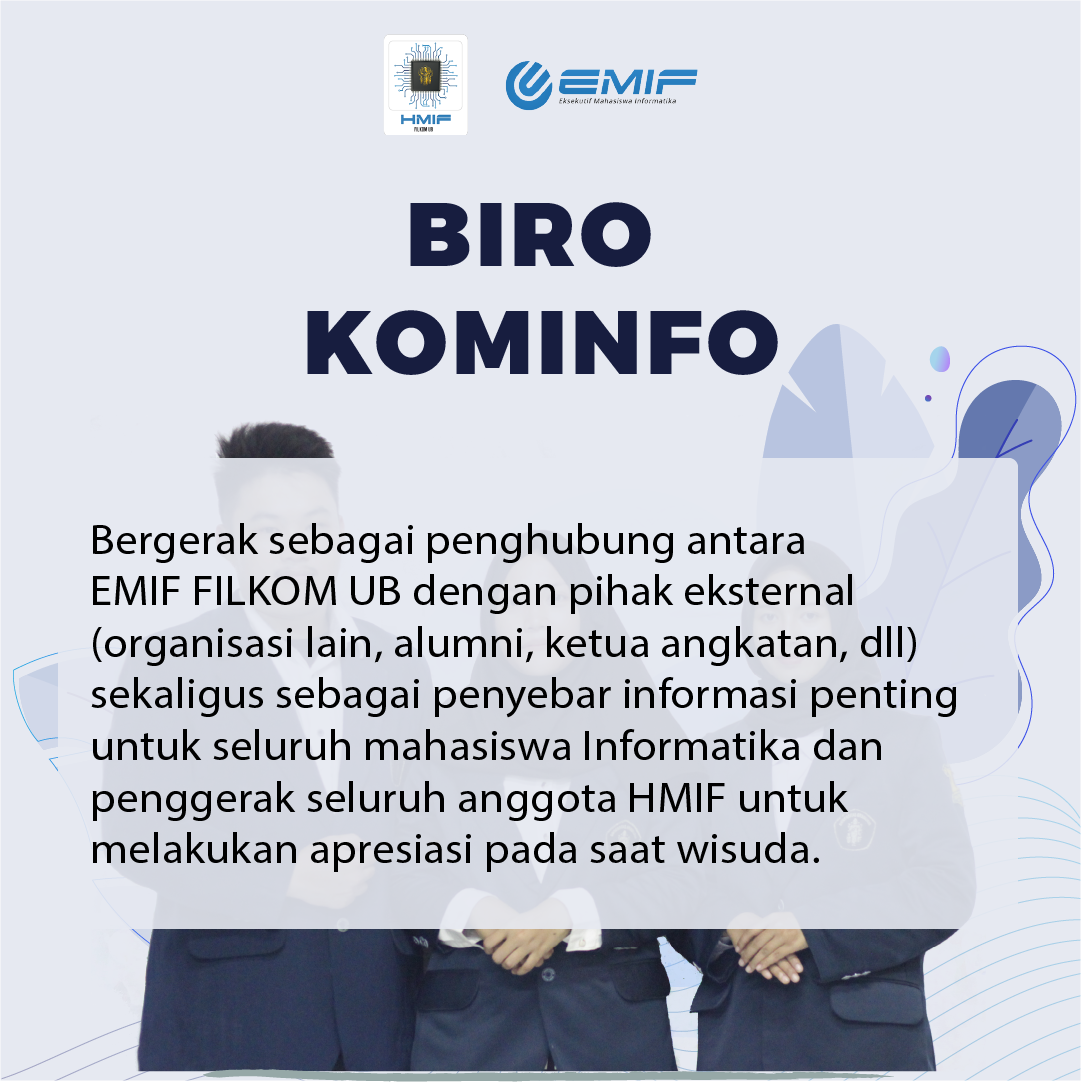 HMIF
FILKOM UB
EMIF
Eksekutif Mahasiswa Informatika
BIRO
KOMINFO
Bergerak sebagai penghubung antara
EMIF FILKOM UB dengan pihak eksternal
(organisasi lain, alumni, ketua angkatan, dll)
sekaligus sebagai penyebar informasi penting
untuk seluruh mahasiswa Informatika dan
penggerak seluruh anggota HMIF untuk
melakukan apresiasi pada saat wisuda.